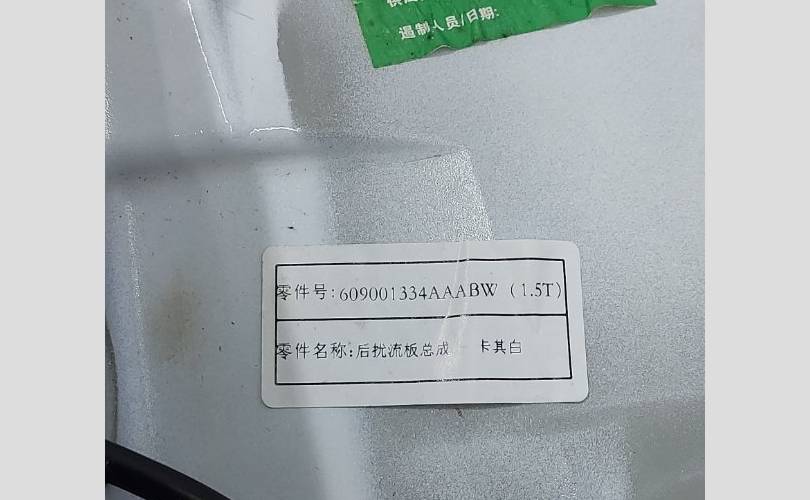 遏制人员/日期:
零件号:609001334AAABW (1.5T)
零件名称:后扰流板总成 卡其白